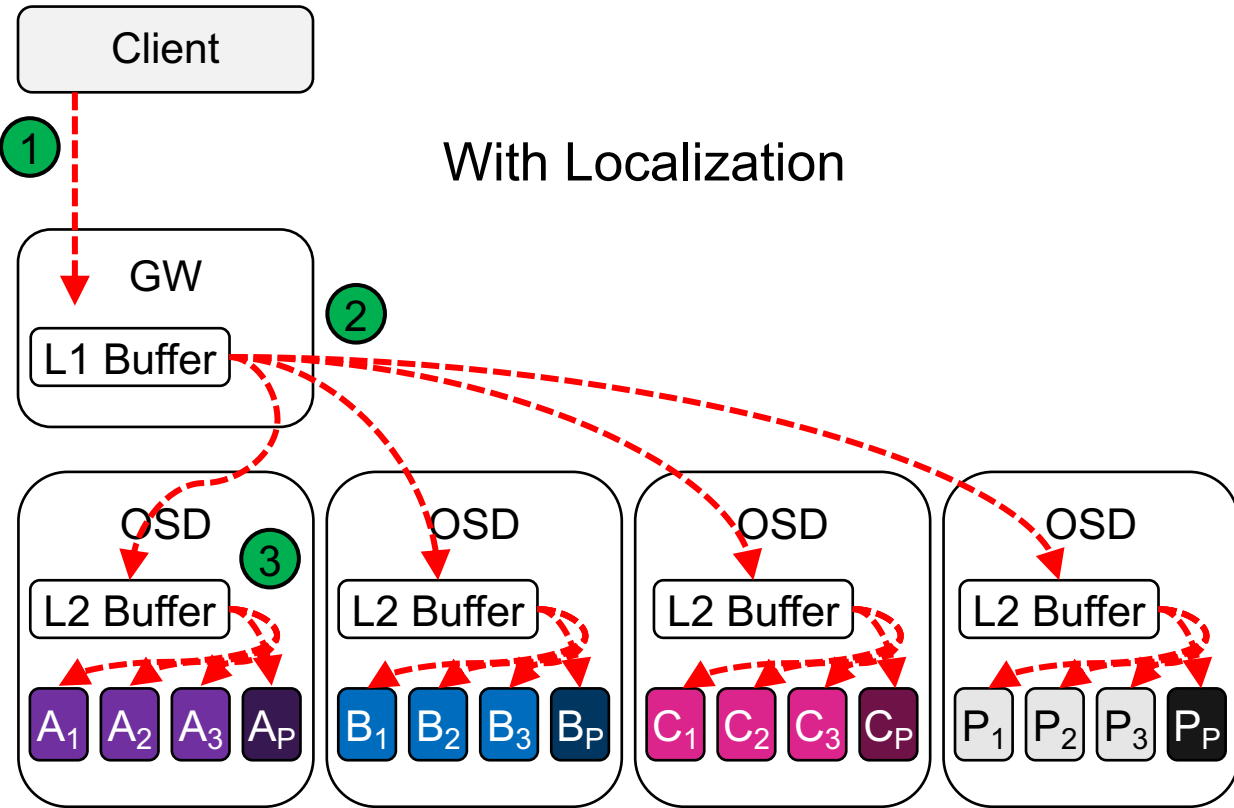 Client
1
With Localization
GW
2
L1 Buffer
OSD OSD OSD OSD
3
L2 Buffer L2 Buffer L2 Buffer L2 Buffer
A₁ A₂ A₃ Aₚ B₁ B₂ B₃ Bₚ C₁ C₂ C₃ Cₚ P₁ P₂ P₃ Pₚ